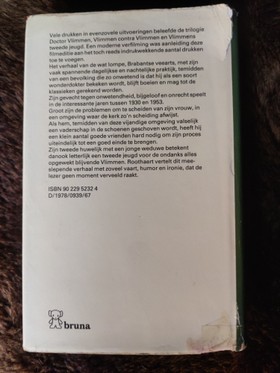 Vele drukken in evenzovele uitvoeringen beleefde de trilogie
Doctor Vlimmen, Vlimmen contra Vlimmen en Vlimmens
tweede jeugd. Een moderne verfilming was aanleiding deze
filmeditie aan het toch reeds indrukwekkende aantal drukken
toe te voegen.
Het verhaal van de wat lompe, Brabantse veearts, met zijn
vaak spannende dagelijkse en nachtelijke praktijk, temidden
van een bevolking die zo onwetend is dat hij als een soort
wonderdokter bekeken wordt, blijft boeien en mag tot de
klassieken gerekend worden.
Zijn gevecht tegen onwetendheid, bijgeloof en onrecht speelt
in de interessante jaren tussen 1930 en 1953.
Groot zijn de problemen om te scheiden van zijn vrouw, in
een omgeving waar de kerk zo'n scheiding afwijst.
Als hem, temidden van deze vijandige omgeving valselijk
een vaderschap in de schoenen geschoven wordt, heeft hij
een klein aantal goede vrienden hard nodig om zijn proces
uiteindelijk tot een goed einde te brengen.
Zijn tweede huwelijk met een jonge weduwe betekent
danook letterlijk een tweede jeugd voor de ondanks alles
opgewekt blijvende Vlimmen. Roothaert vertelt dit mee-
slepende verhaal met zoveel vaart, humor en ironie, dat de
lezer geen moment verveeld raakt.
ISBN 90 229 5232 4
D/1978/0939/67
bruna